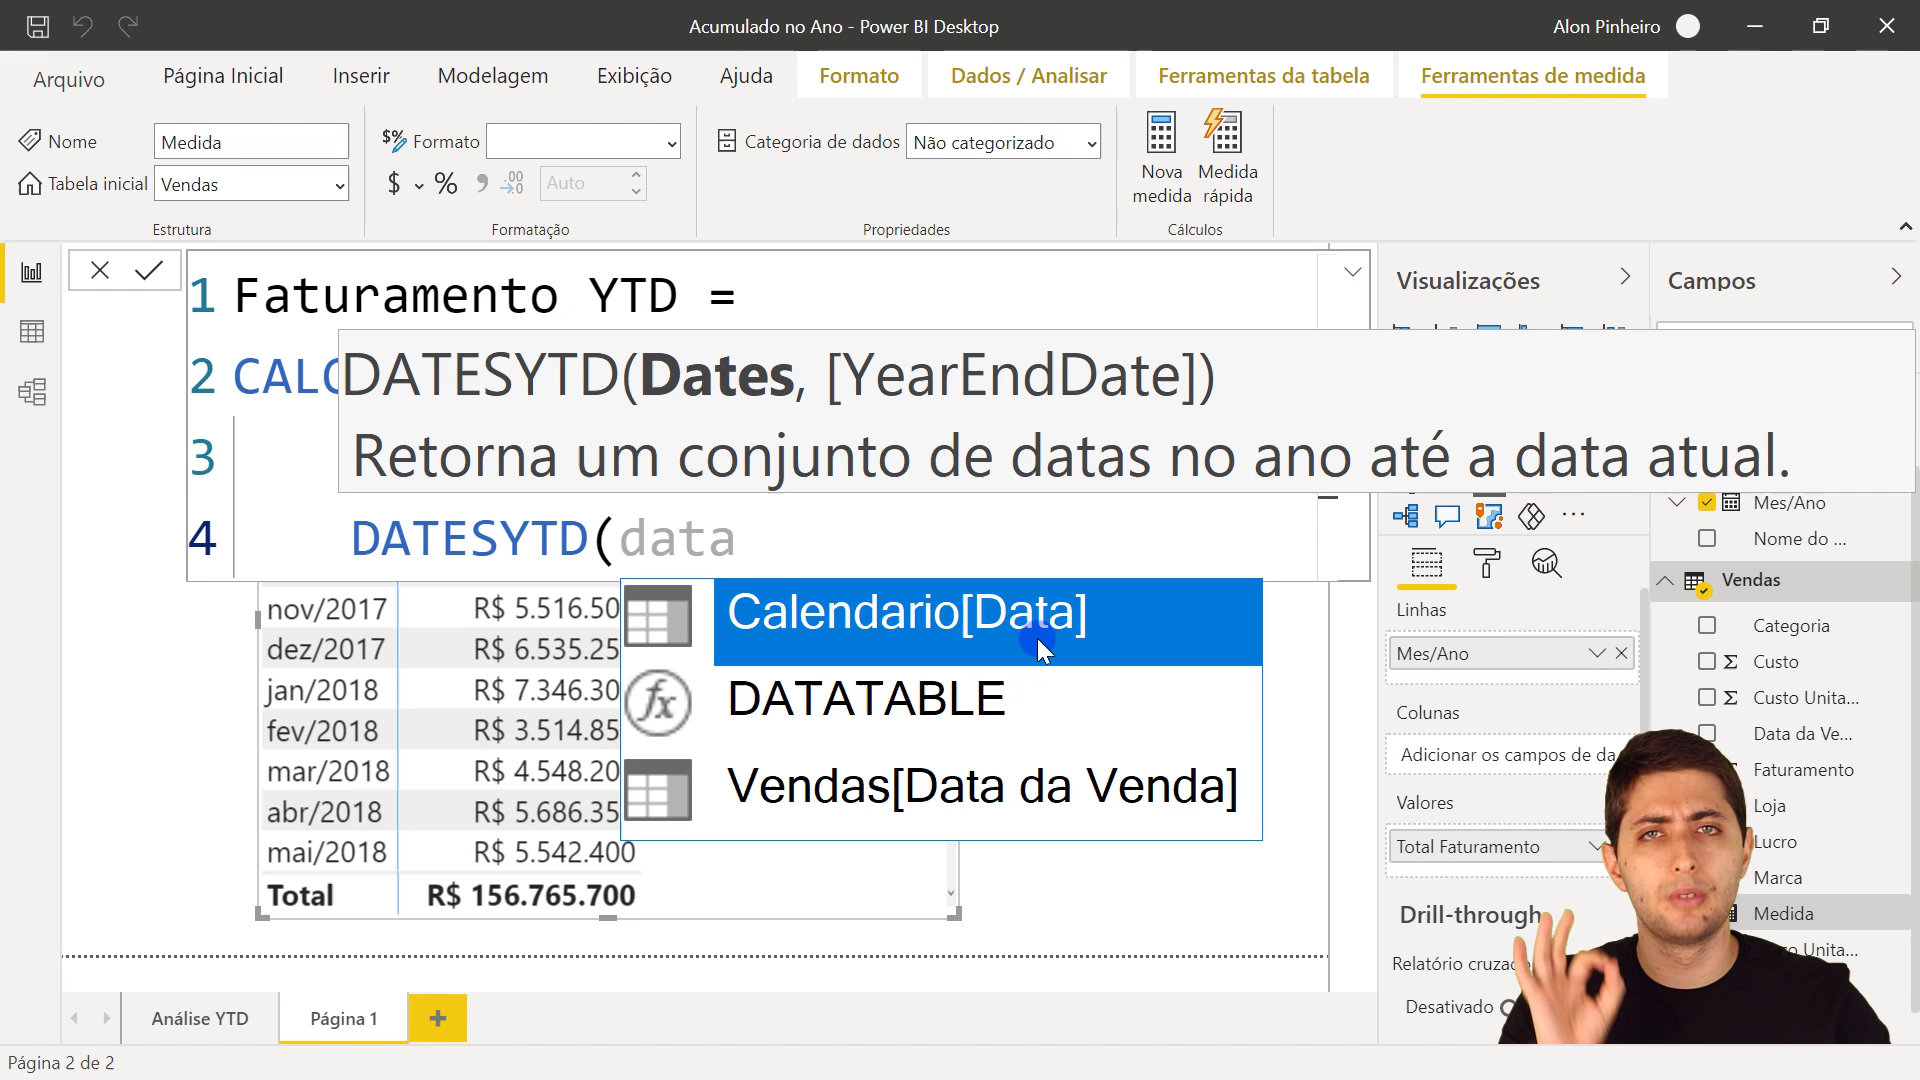 Acumulado no Ano - Power BI Desktop
Alon Pinheiro
Arquivo
Página Inicial
Inserir
Modelagem
Exibição
Ajuda
Formato
Dados / Analisar
Ferramentas da tabela
Ferramentas de medida
Nome
Medida
Tabela inicial
Vendas
Estrutura
$% Formato
$ % 9 .00
Auto
Formatação
Categoria de dados
Não categorizado
Propriedades
Nova medida
Medida rápida
Cálculos
1 Faturamento YTD =
2 CALC
DATESYTD(Dates, [YearEndDate])
3
Retorna um conjunto de datas no ano até a data atual.
4 DATESYTD(data
Calendario[Data]
fx DATATABLE
Vendas[Data da Venda]
nov/2017 R$ 5.516.50
dez/2017 R$ 6.535.25
jan/2018 R$ 7.346.30
fev/2018 R$ 3.514.85
mar/2018 R$ 4.548.20
abr/2018 R$ 5.686.35
mai/2018 R$ 5.542.400
Total R$ 156.765.700
Visualizações
Linhas
Mes/Ano
Colunas
Adicionar os campos de da
Valores
Total Faturamento
Drill-through
Relatório cruzado
Desativado
Campos
Mes/Ano
Nome do ...
Vendas
Categoria
Σ Custo
Σ Custo Unita...
Data da Ve...
Faturamento
Loja
Lucro
Marca
Medida
Unita...
Análise YTD
Página 1
+
Página 2 de 2